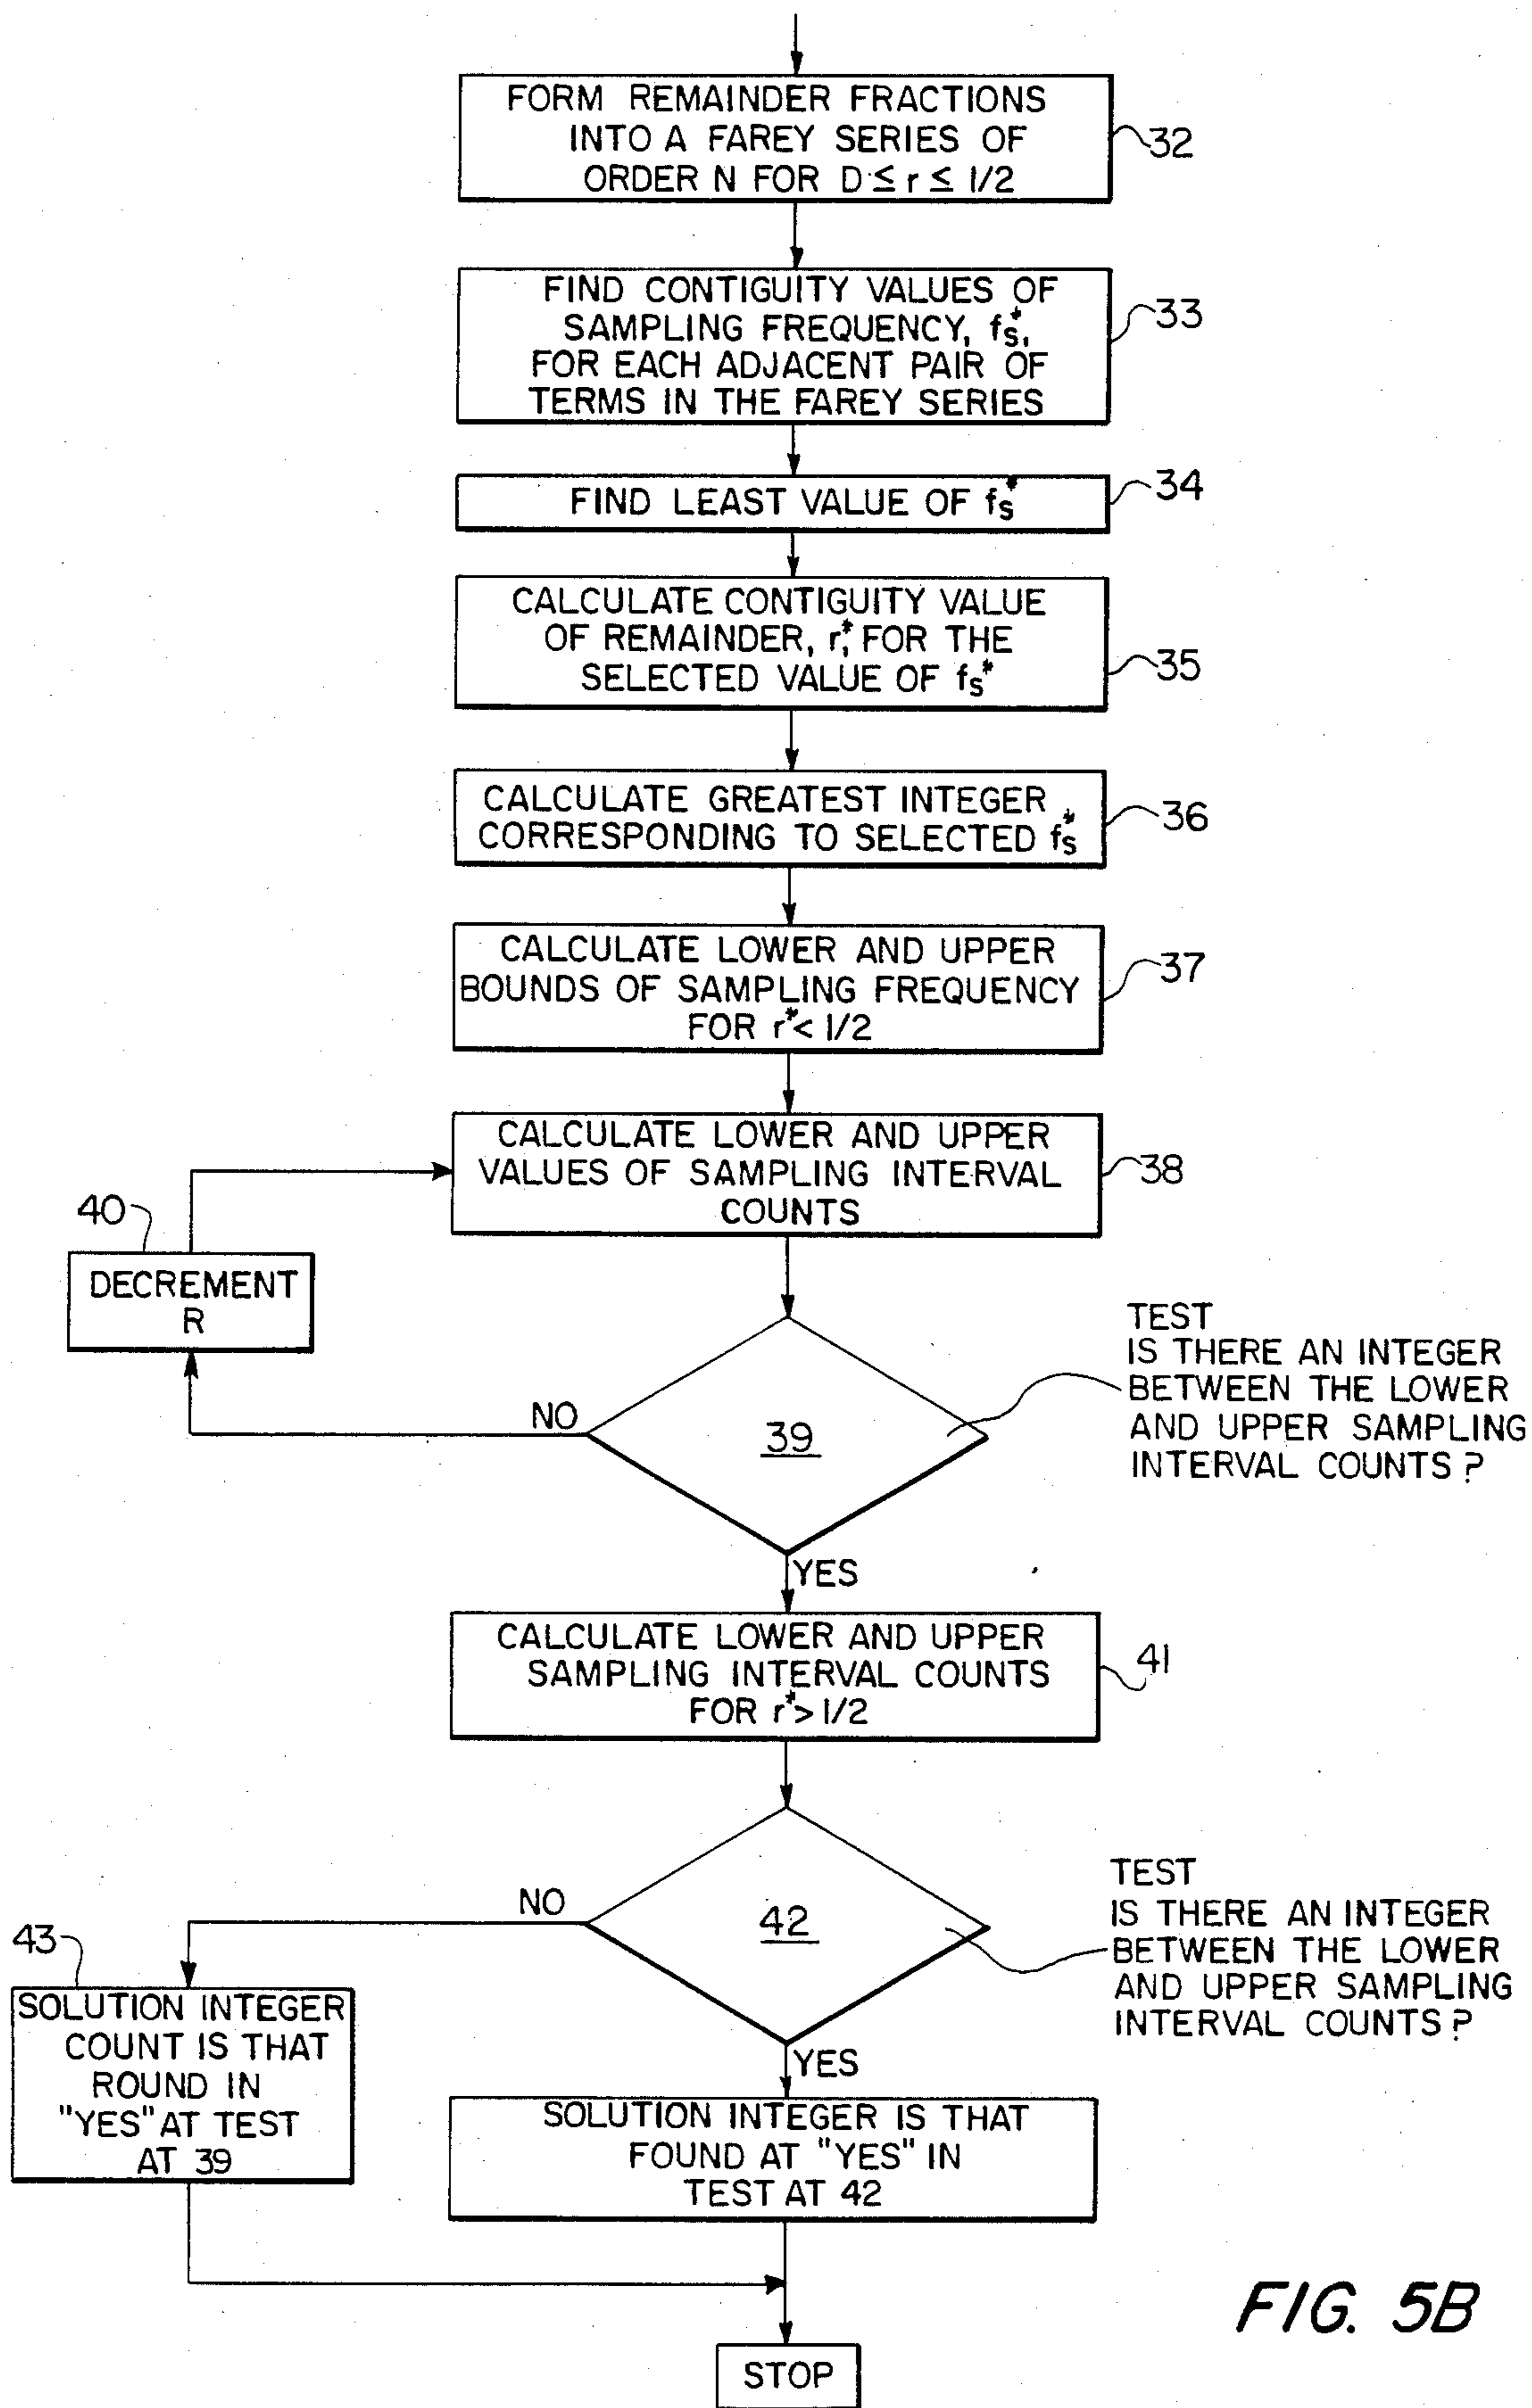 FORM REMAINDER FRACTIONS
INTO A FAREY SERIES OF
ORDER N FOR D ≤ r ≤ 1/2
32
FIND CONTIGUITY VALUES OF
SAMPLING FREQUENCY, fs*,
FOR EACH ADJACENT PAIR OF
TERMS IN THE FAREY SERIES
33
FIND LEAST VALUE OF fs*
34
CALCULATE CONTIGUITY VALUE
OF REMAINDER, r*, FOR THE
SELECTED VALUE OF fs*
35
CALCULATE GREATEST INTEGER
CORRESPONDING TO SELECTED fs*
36
CALCULATE LOWER AND UPPER
BOUNDS OF SAMPLING FREQUENCY
FOR r*< 1/2
37
CALCULATE LOWER AND UPPER
VALUES OF SAMPLING INTERVAL
COUNTS
38
40
DECREMENT
R
TEST
IS THERE AN INTEGER
BETWEEN THE LOWER
AND UPPER SAMPLING
INTERVAL COUNTS?
NO
39
YES
CALCULATE LOWER AND UPPER
SAMPLING INTERVAL COUNTS
FOR r*> 1/2
41
TEST
IS THERE AN INTEGER
BETWEEN THE LOWER
AND UPPER SAMPLING
INTERVAL COUNTS?
NO
42
YES
43
SOLUTION INTEGER
COUNT IS THAT
ROUND IN
"YES" AT TEST
AT 39
SOLUTION INTEGER IS THAT
FOUND AT "YES" IN
TEST AT 42
STOP
FIG. 5B